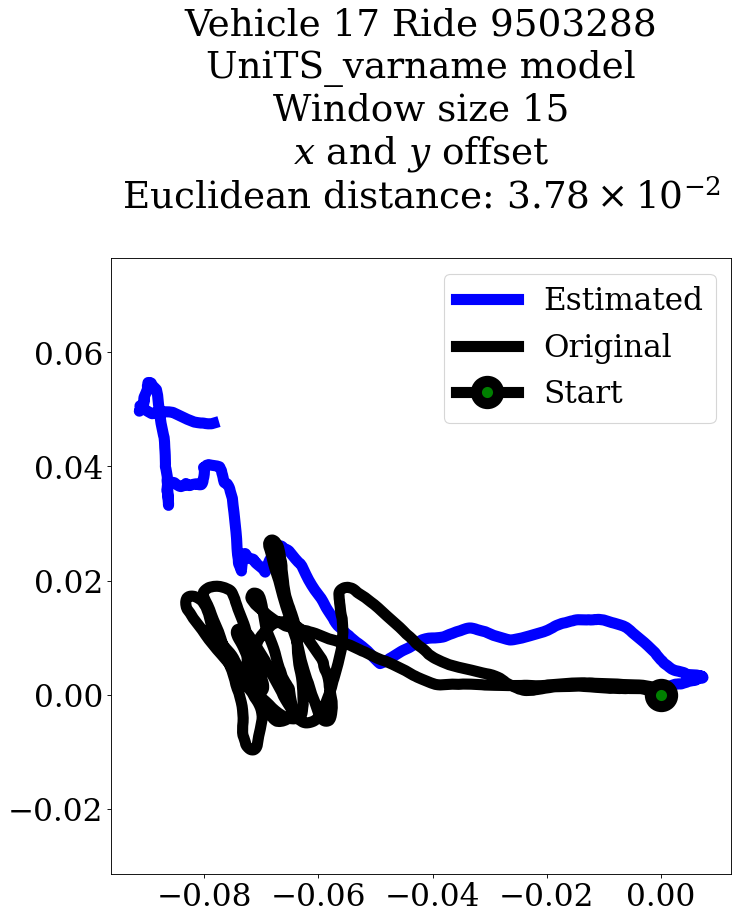 Vehicle 17 Ride 9503288
UniTS_varname model
Window size 15
x and y offset
Euclidean distance: 3.78 × 10⁻²
Estimated
Original
Start
0.06
0.04
0.02
0.00
−0.02
−0.08 −0.06 −0.04 −0.02 0.00